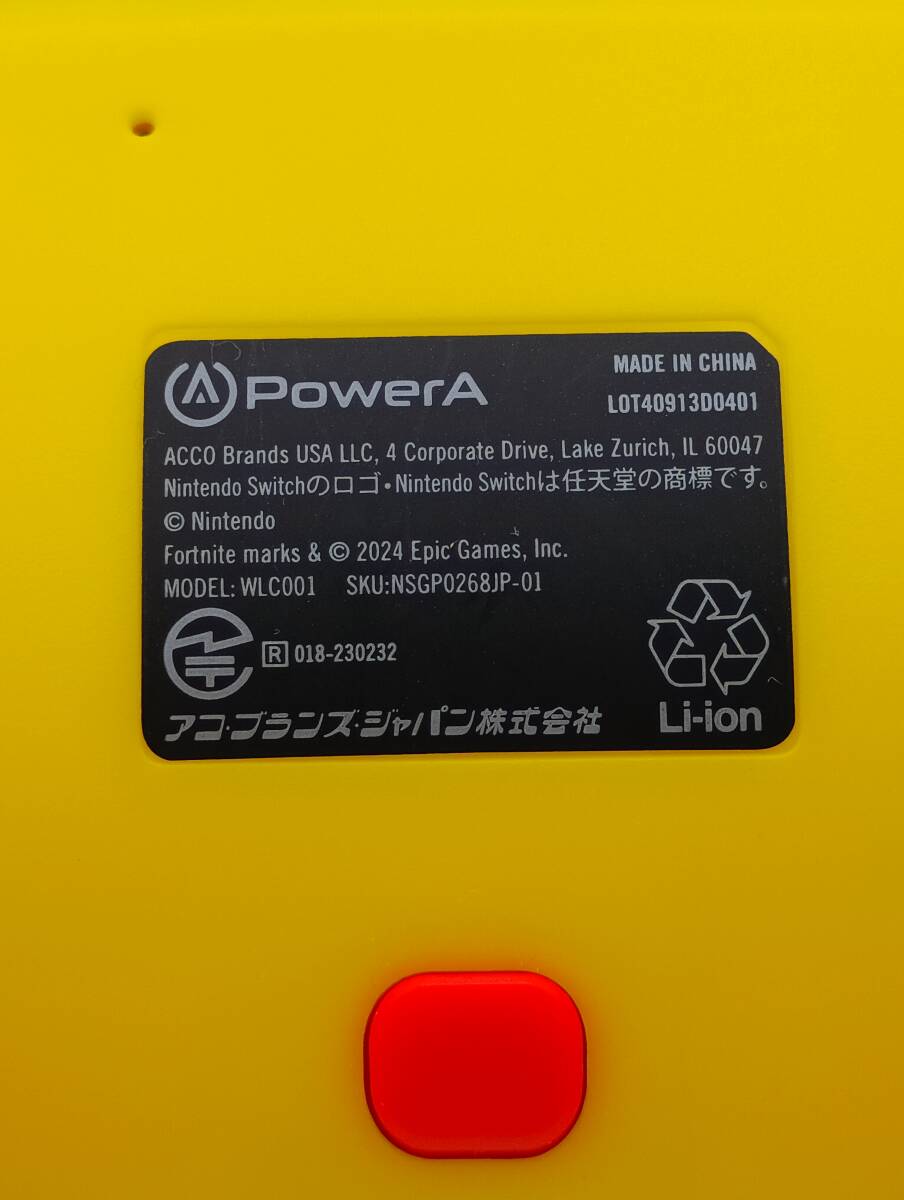 PowerA
MADE IN CHINA
LOT40913D0401
ACCO Brands USA LLC, 4 Corporate Drive, Lake Zurich, IL 60047
Nintendo Switchのロゴ・Nintendo Switchは任天堂の商標です。
© Nintendo
Fortnite marks & © 2024 Epic Games, Inc.
MODEL: WLC001 SKU:NSGP0268JP-01
R 018-230232
アコ・ブランズ・ジャパン株式会社
Li-ion